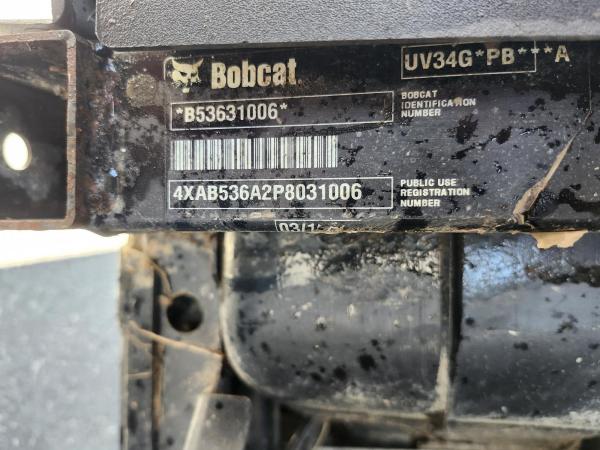 Bobcat
UV34G*PB***A
*B53631006*
BOBCAT
IDENTIFICATION
NUMBER
4XAB536A2P8031006
PUBLIC USE
REGISTRATION
NUMBER